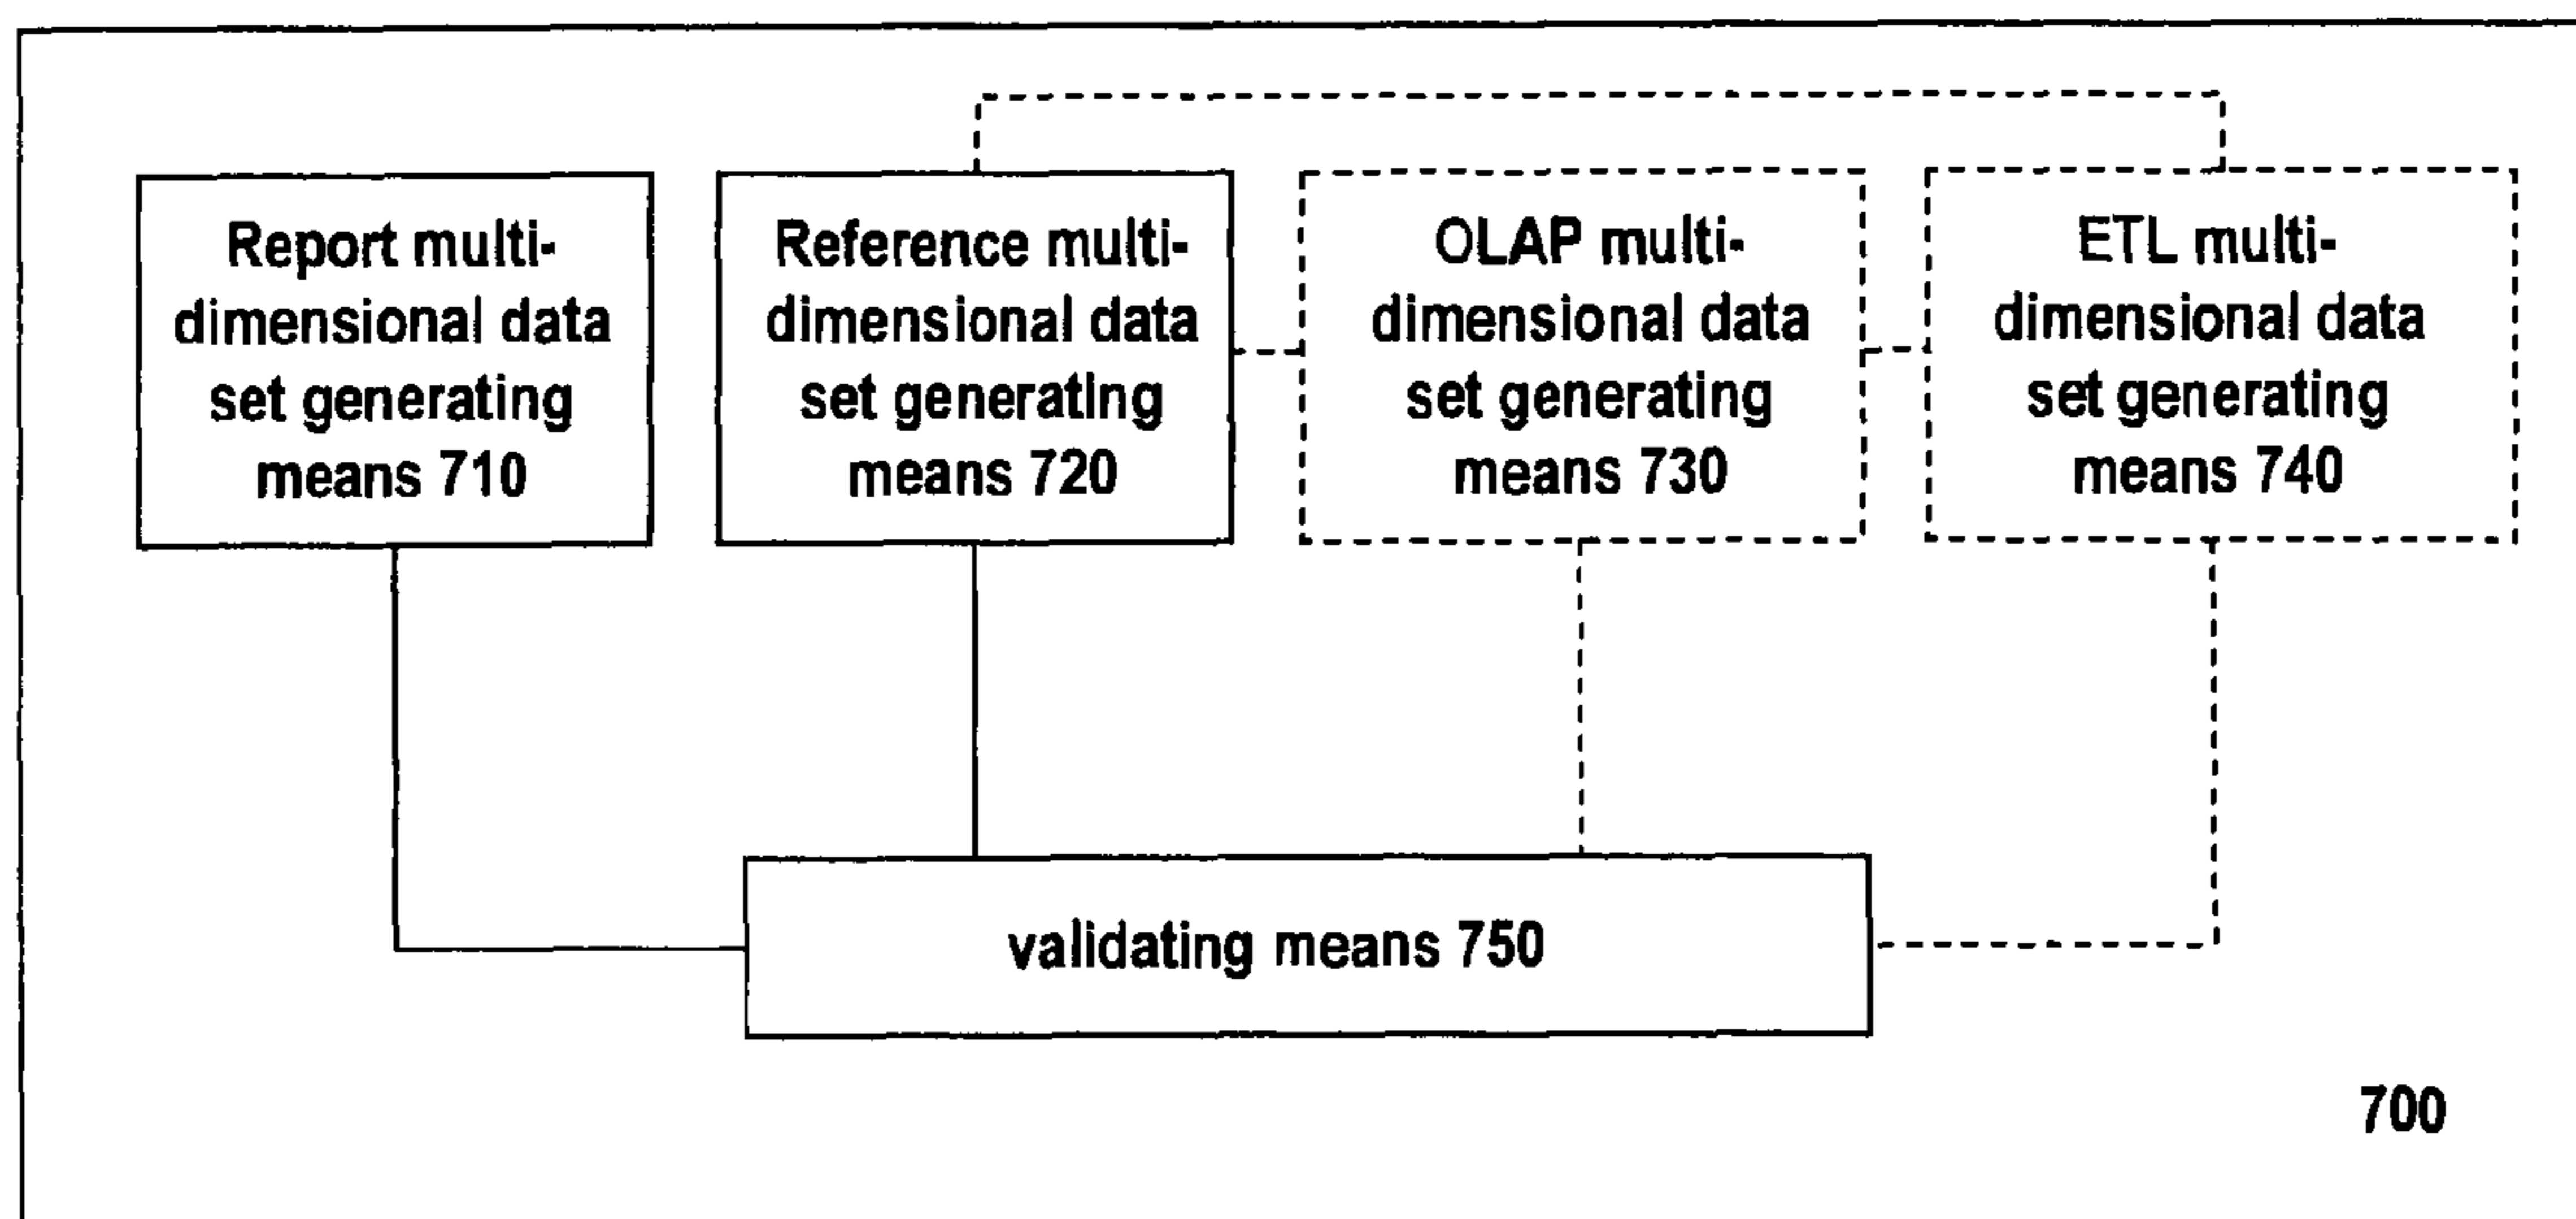 Report multi-
dimensional data
set generating
means 710
Reference multi-
dimensional data
set generating
means 720
OLAP multi-
dimensional data
set generating
means 730
ETL multi-
dimensional data
set generating
means 740
validating means 750
700